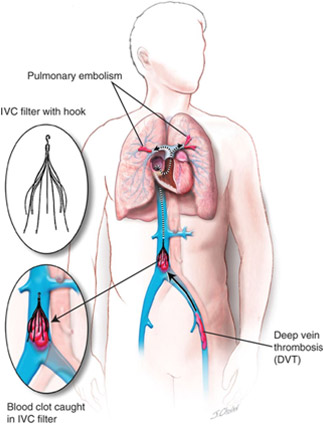 Pulmonary embolism
IVC filter with hook
Deep vein
thrombosis
(DVT)
Blood clot caught
in IVC filter